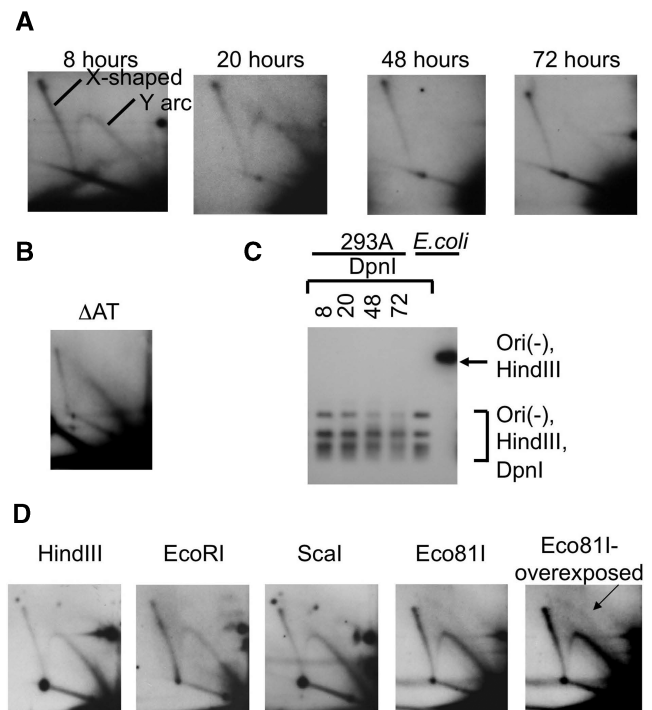 A
8 hours 20 hours 48 hours 72 hours
X-shaped
Y arc
B
C
293A E.coli
DpnI
ΔAT
8 20 48 72
Ori(-),
HindIII
Ori(-),
HindIII,
DpnI
D
HindIII EcoRI ScaI Eco81I Eco81I-
overexposed